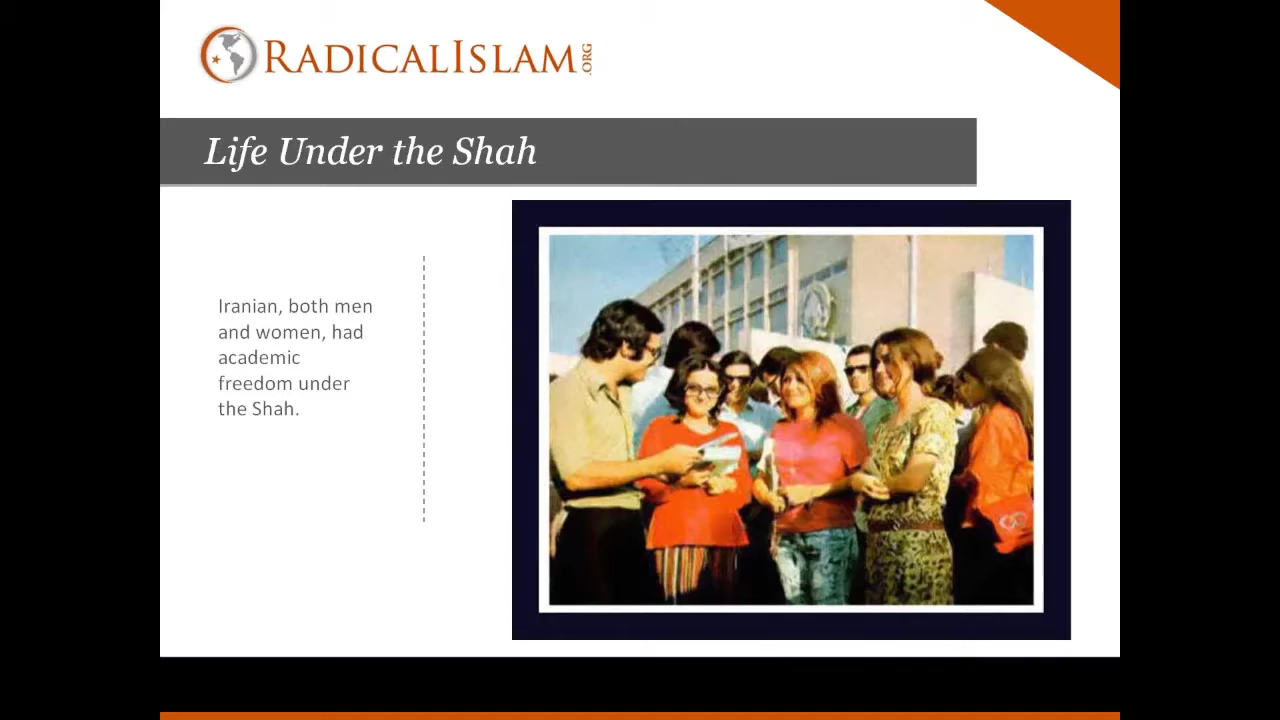 RADICALISLAM.ORG
Life Under the Shah
Iranian, both men
and women, had
academic
freedom under
the Shah.